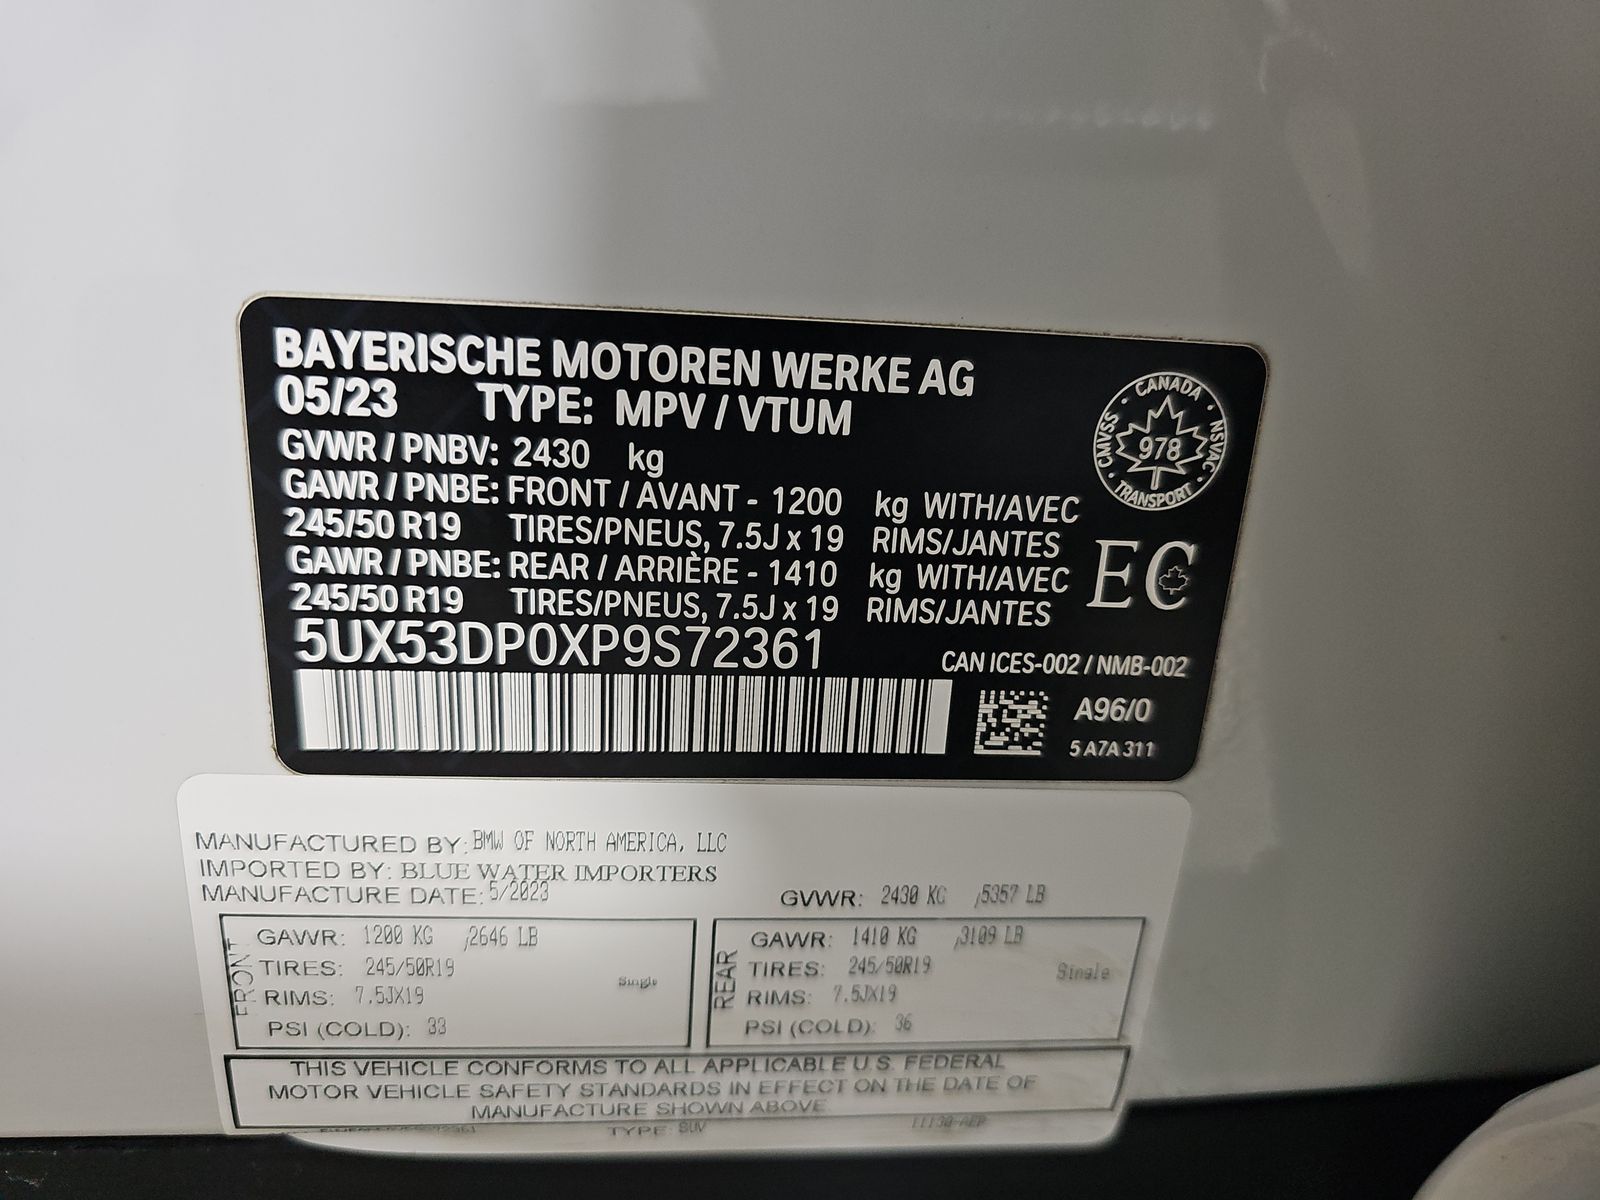 BAYERISCHE MOTOREN WERKE AG
05/23 TYPE: MPV / VTUM
GVWR / PNBV: 2430 kg
GAWR / PNBE: FRONT / AVANT - 1200 kg WITH/AVEC
245/50 R19 TIRES/PNEUS, 7.5J x 19 RIMS/JANTES
GAWR / PNBE: REAR / ARRIÈRE - 1410 kg WITH/AVEC
245/50 R19 TIRES/PNEUS, 7.5J x 19 RIMS/JANTES
5UX53DP0XP9S72361
CANADA
CMVSS 978 NSVAC
TRANSPORT
EC
CAN ICES-002 / NMB-002
A96/0
5 A7A 311
MANUFACTURED BY: BMW OF NORTH AMERICA, LLC
IMPORTED BY: BLUE WATER IMPORTERS
MANUFACTURE DATE: 5/2023 GVWR: 2430 KG /5357 LB
FRONT
GAWR: 1200 KG /2646 LB
TIRES: 245/50R19 Single
RIMS: 7.5JX19
PSI (COLD): 33
REAR
GAWR: 1410 KG /3109 LB
TIRES: 245/50R19 Single
RIMS: 7.5JX19
PSI (COLD): 36
THIS VEHICLE CONFORMS TO ALL APPLICABLE U.S. FEDERAL
MOTOR VEHICLE SAFETY STANDARDS IN EFFECT ON THE DATE OF
MANUFACTURE SHOWN ABOVE
TYPE: SUV